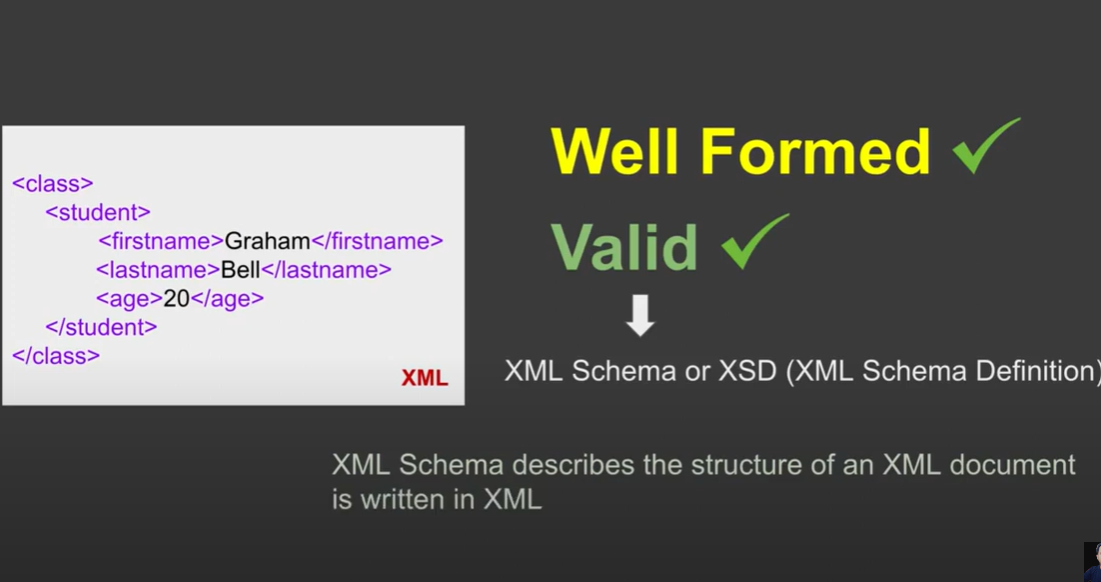 <class>
<student>
<firstname>Graham</firstname>
<lastname>Bell</lastname>
<age>20</age>
</student>
</class>
XML
Well Formed
Valid
XML Schema or XSD (XML Schema Definition)
XML Schema describes the structure of an XML document
is written in XML